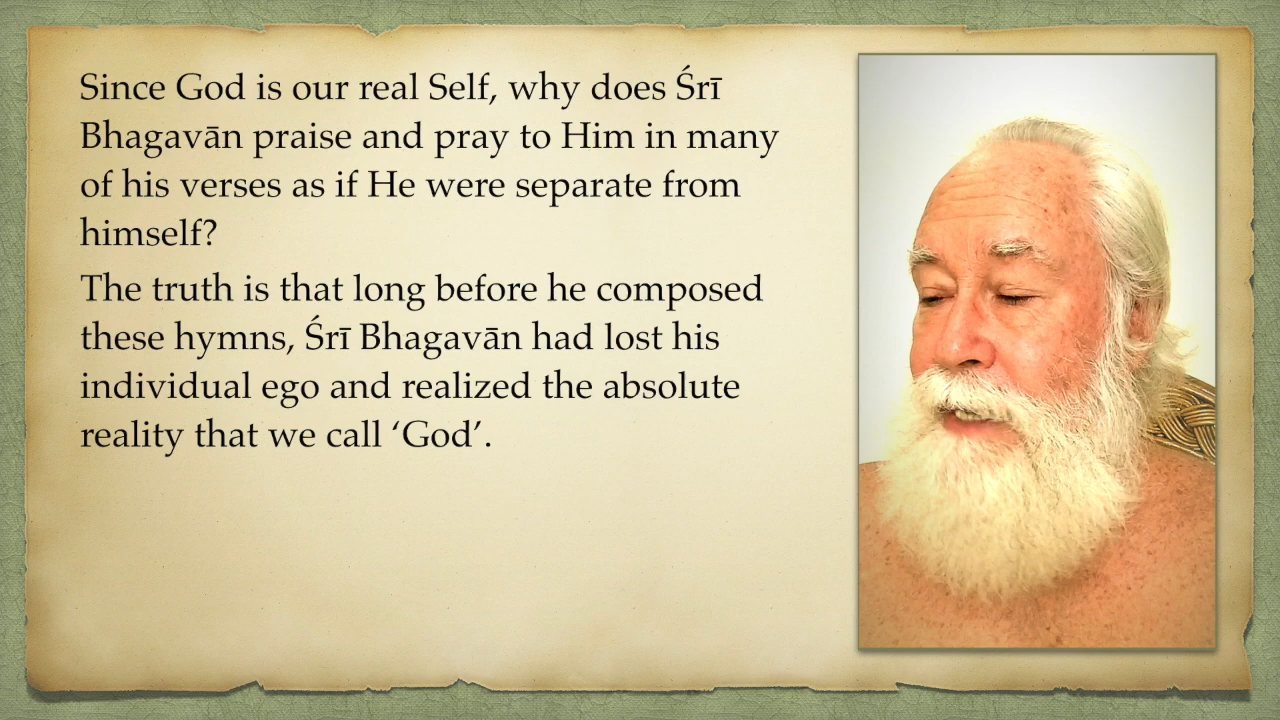 Since God is our real Self, why does Śrī
Bhagavān praise and pray to Him in many
of his verses as if He were separate from
himself?
The truth is that long before he composed
these hymns, Śrī Bhagavān had lost his
individual ego and realized the absolute
reality that we call ‘God’.